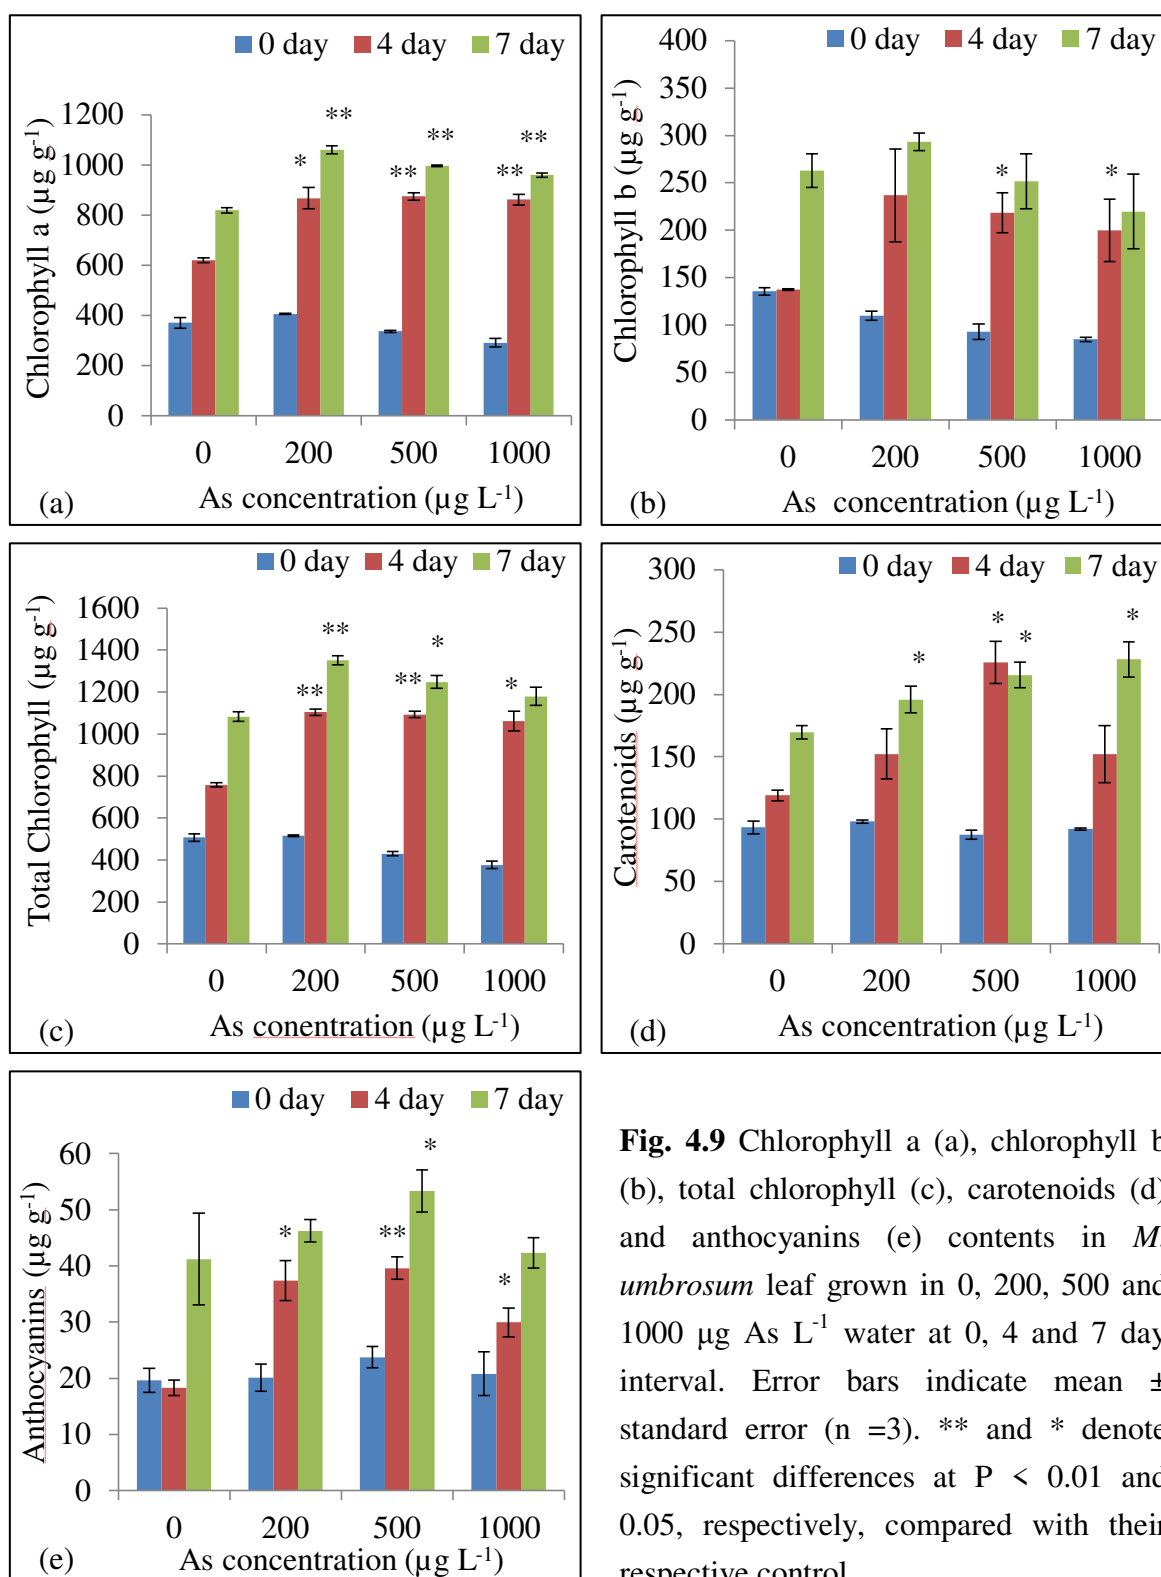 0 day 4 day 7 day
Chlorophyll a (µg g-1)
1200
1000
800
600
400
200
0
* ** ** ** ** **
0 200 500 1000
As concentration (µg L-1)
(a)
0 day 4 day 7 day
Chlorophyll b (µg g-1)
400
350
300
250
200
150
100
50
0
* *
0 200 500 1000
As concentration (µg L-1)
(b)
0 day 4 day 7 day
Total Chlorophyll (µg g-1)
1600
1400
1200
1000
800
600
400
200
0
** ** ** * *
0 200 500 1000
As conentration (µg L-1)
(c)
0 day 4 day 7 day
Carotenoids (µg g-1)
300
250
200
150
100
50
0
* * * *
0 200 500 1000
As concentration (µg L-1)
(d)
0 day 4 day 7 day
Anthocyanins (µg g-1)
60
50
40
30
20
10
0
* ** * *
0 200 500 1000
As concentration (µg L-1)
(e)
Fig. 4.9 Chlorophyll a (a), chlorophyll b
(b), total chlorophyll (c), carotenoids (d)
and anthocyanins (e) contents in M.
umbrosum leaf grown in 0, 200, 500 and
1000 µg As L-1 water at 0, 4 and 7 day
interval. Error bars indicate mean ±
standard error (n =3). ** and * denote
significant differences at P < 0.01 and
0.05, respectively, compared with their
respective control